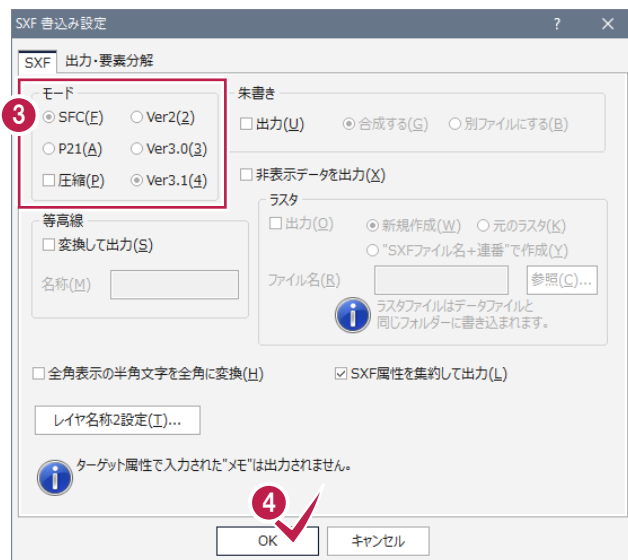 SXF 書込み設定 ? ×
SXF 出力・要素分解
モード
3
SFC(F) Ver2(2)
P21(A) Ver3.0(3)
圧縮(P) Ver3.1(4)
朱書き
出力(U) 合成する(G) 別ファイルにする(B)
非表示データを出力(X)
等高線
変換して出力(S)
名称(M)
ラスタ
出力(O) 新規作成(W) 元のラスタ(K)
"SXFファイル名+連番"で作成(Y)
ファイル名(R) 参照(C)...
ラスタファイルはデータファイルと
同じフォルダーに書き込まれます。
全角表示の半角文字を全角に変換(H) SXF属性を集約して出力(L)
レイヤ名称2設定(T)...
ターゲット属性で入力された"メモ"は出力されません。
4
OK キャンセル